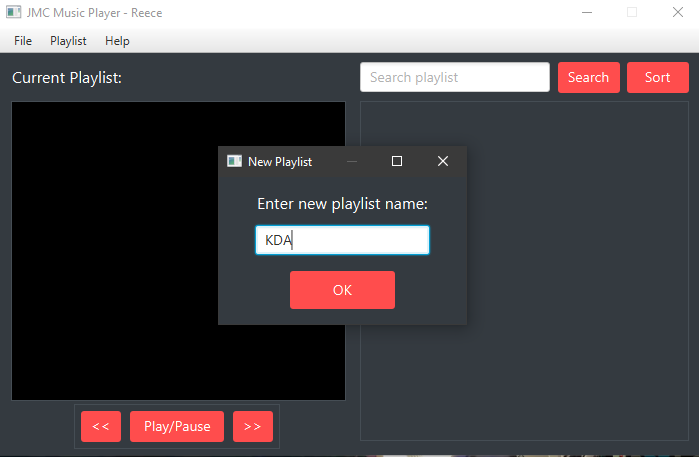 JMC Music Player - Reece
File Playlist Help
Current Playlist:
Search playlist
Search
Sort
New Playlist
Enter new playlist name:
KDA
OK
<<
Play/Pause
>>